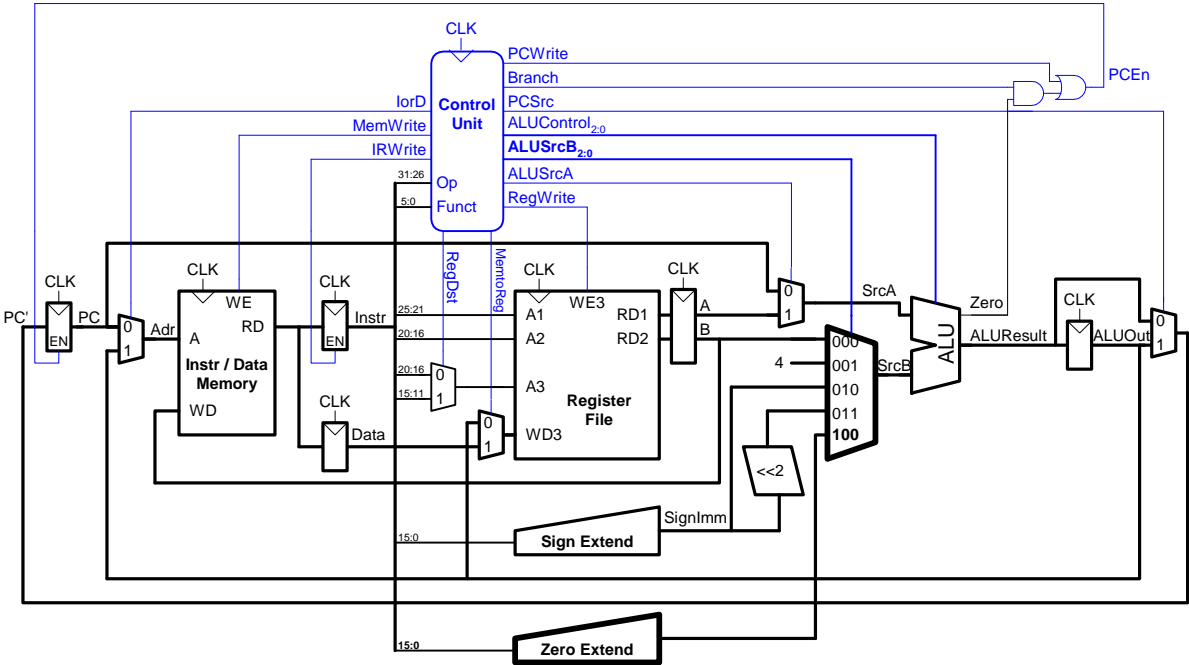 CLK
PCWrite
Branch
PCEn
IorD
Control
Unit
PCSrc
MemWrite
ALUControl2:0
IRWrite
ALUSrcB2:0
31:26
Op
ALUSrcA
5:0
Funct
RegWrite
RegDst
MemtoReg
CLK
CLK
CLK
CLK
CLK
CLK
PC'
PC
EN
0
1
Adr
WE
A
RD
Instr / Data
Memory
WD
EN
Instr
CLK
Data
25:21
20:16
20:16
15:11
0
1
0
1
A1
A2
A3
WD3
WE3
RD1
RD2
Register
File
A
B
0
1
SrcA
4
000
001
010
011
100
SrcB
ALU
Zero
ALUResult
ALUOut
0
1
<<2
SignImm
15:0
Sign Extend
15:0
Zero Extend